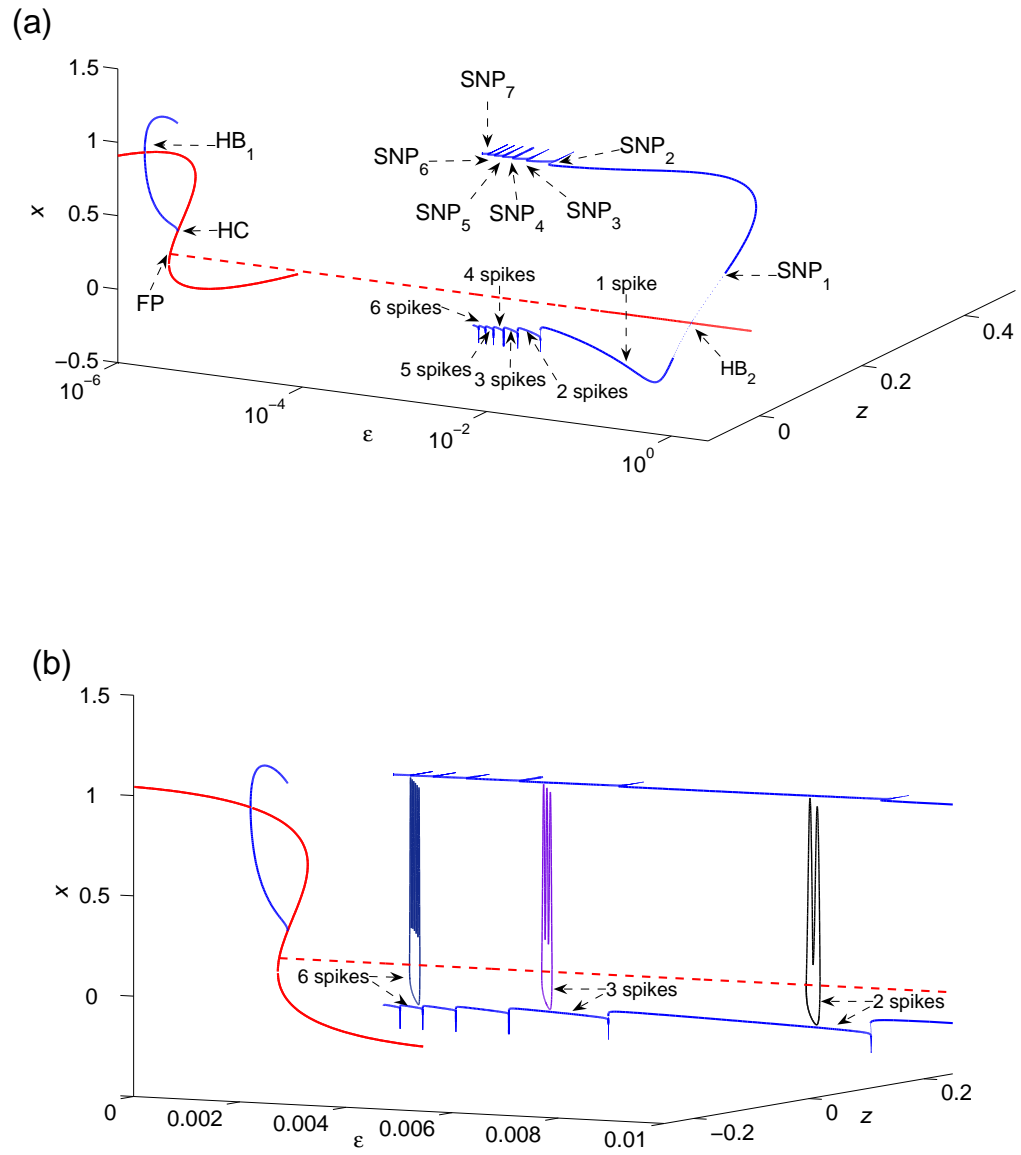 (a)
1.5
1
0.5
0
−0.5
x
10⁻⁶
10⁻⁴
10⁻²
10⁰
ε
0
0.2
0.4
z
HB₁
HC
FP
SNP₇
SNP₆
SNP₅
SNP₄
SNP₃
SNP₂
SNP₁
HB₂
4 spikes
6 spikes
1 spike
5 spikes
3 spikes
2 spikes
(b)
1.5
1
0.5
0
x
0
0.002
0.004
0.006
0.008
0.01
ε
−0.2
0
0.2
z
6 spikes
3 spikes
2 spikes